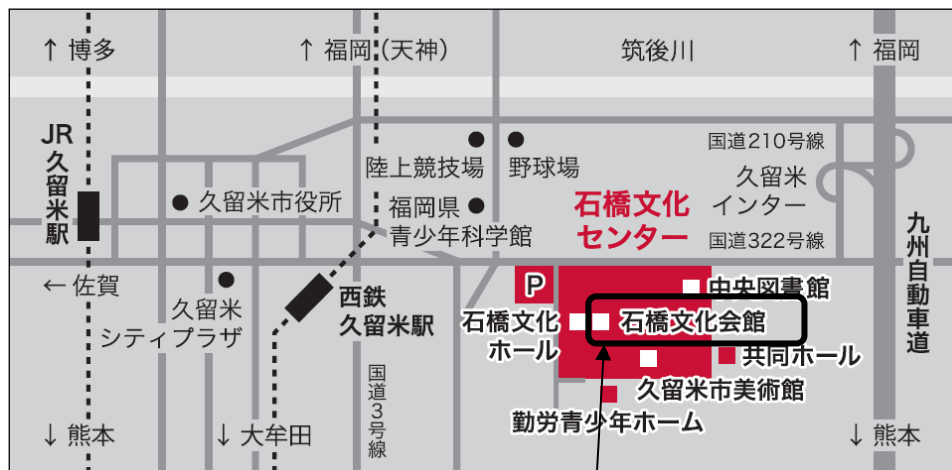 ↑ 博多
↑ 福岡（天神）
筑後川
↑ 福岡
JR
久留米駅
陸上競技場
野球場
国道210号線
久留米
インター
久留米市役所
福岡県
青少年科学館
石橋文化
センター
国道322号線
九州自動車道
← 佐賀
久留米
シティプラザ
西鉄
久留米駅
P
中央図書館
石橋文化
ホール
石橋文化会館
共同ホール
久留米市美術館
国道3号線
勤労青少年ホーム
↓ 熊本
↓ 大牟田
↓ 熊本